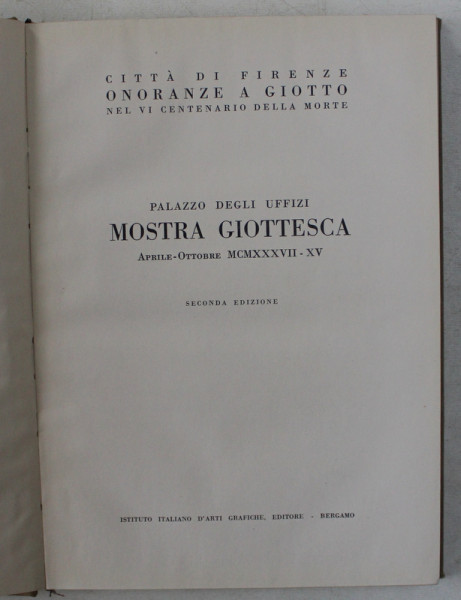 CITTÀ DI FIRENZE
ONORANZE A GIOTTO
NEL VI CENTENARIO DELLA MORTE
PALAZZO DEGLI UFFIZI
MOSTRA GIOTTESCA
APRILE-OTTOBRE MCMXXXVII - XV
SECONDA EDIZIONE
ISTITUTO ITALIANO D'ARTI GRAFICHE, EDITORE - BERGAMO